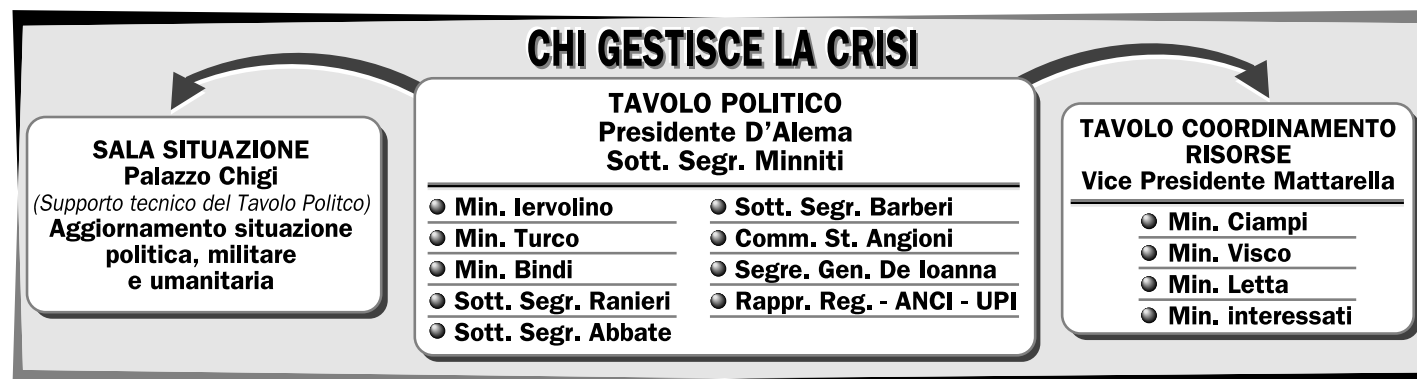 CHI GESTISCE LA CRISI
SALA SITUAZIONE
Palazzo Chigi
(Supporto tecnico del Tavolo Politco)
Aggiornamento situazione
politica, militare
e umanitaria
TAVOLO POLITICO
Presidente D'Alema
Sott. Segr. Minniti
Min. Iervolino
Min. Turco
Min. Bindi
Sott. Segr. Ranieri
Sott. Segr. Abbate
Sott. Segr. Barberi
Comm. St. Angioni
Segre. Gen. De Ioanna
Rappr. Reg. - ANCI - UPI
TAVOLO COORDINAMENTO
RISORSE
Vice Presidente Mattarella
Min. Ciampi
Min. Visco
Min. Letta
Min. interessati